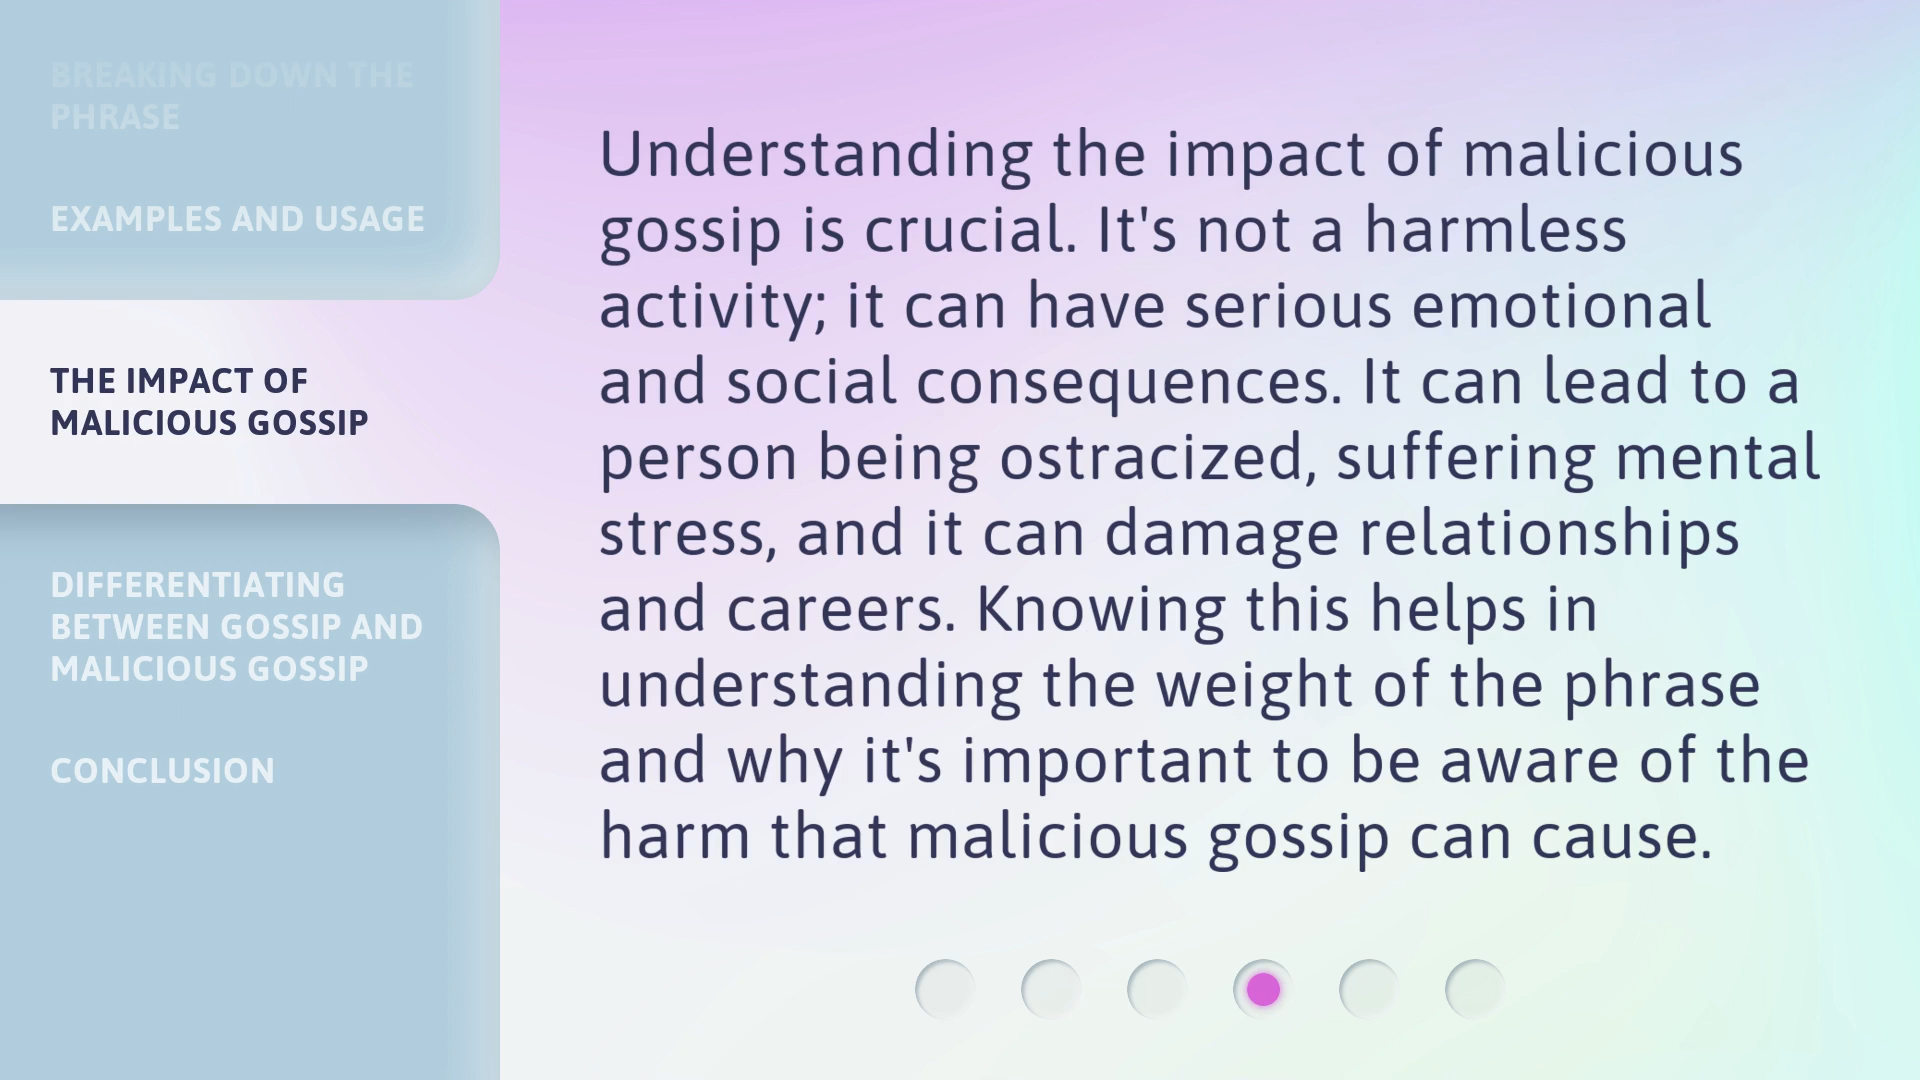 BREAKING DOWN THE
PHRASE
EXAMPLES AND USAGE
THE IMPACT OF
MALICIOUS GOSSIP
DIFFERENTIATING
BETWEEN GOSSIP AND
MALICIOUS GOSSIP
CONCLUSION
Understanding the impact of malicious
gossip is crucial. It's not a harmless
activity; it can have serious emotional
and social consequences. It can lead to a
person being ostracized, suffering mental
stress, and it can damage relationships
and careers. Knowing this helps in
understanding the weight of the phrase
and why it's important to be aware of the
harm that malicious gossip can cause.